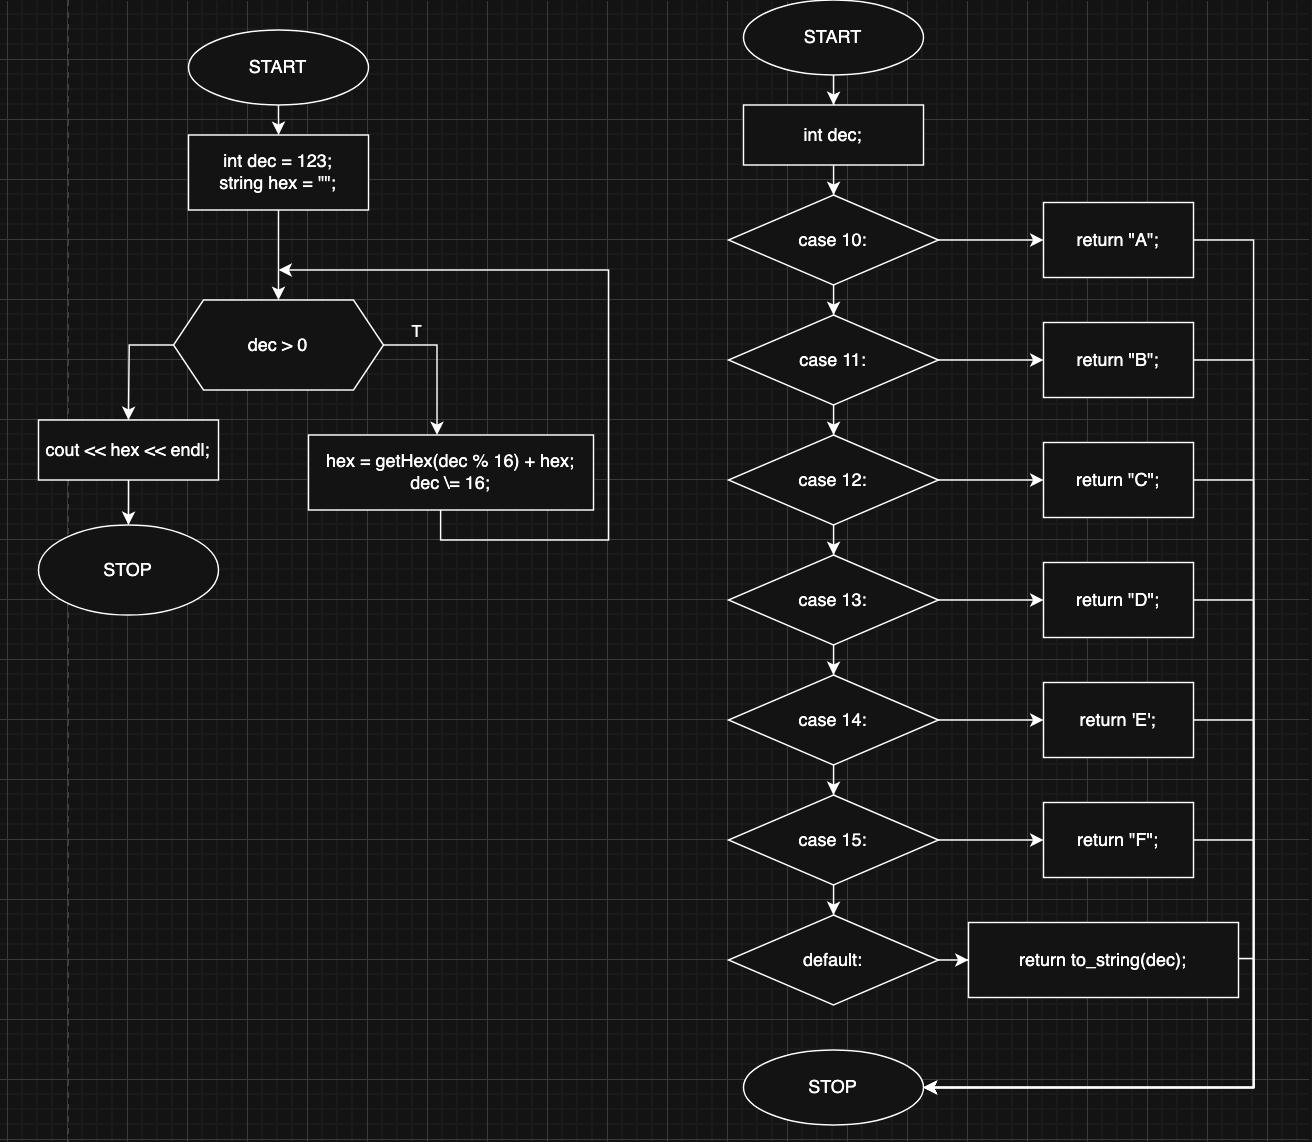 START
int dec = 123;
string hex = "";
dec > 0
T
cout << hex << endl;
hex = getHex(dec % 16) + hex;
dec \= 16;
STOP
START
int dec;
case 10:
return "A";
case 11:
return "B";
case 12:
return "C";
case 13:
return "D";
case 14:
return 'E';
case 15:
return "F";
default:
return to_string(dec);
STOP